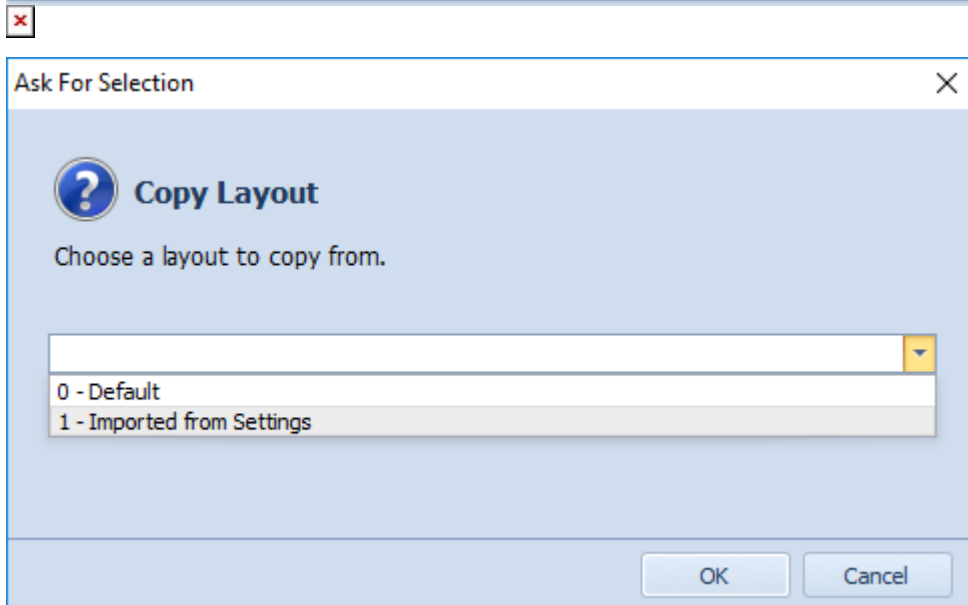 Ask For Selection
Copy Layout
Choose a layout to copy from.
0 - Default
1 - Imported from Settings
OK
Cancel